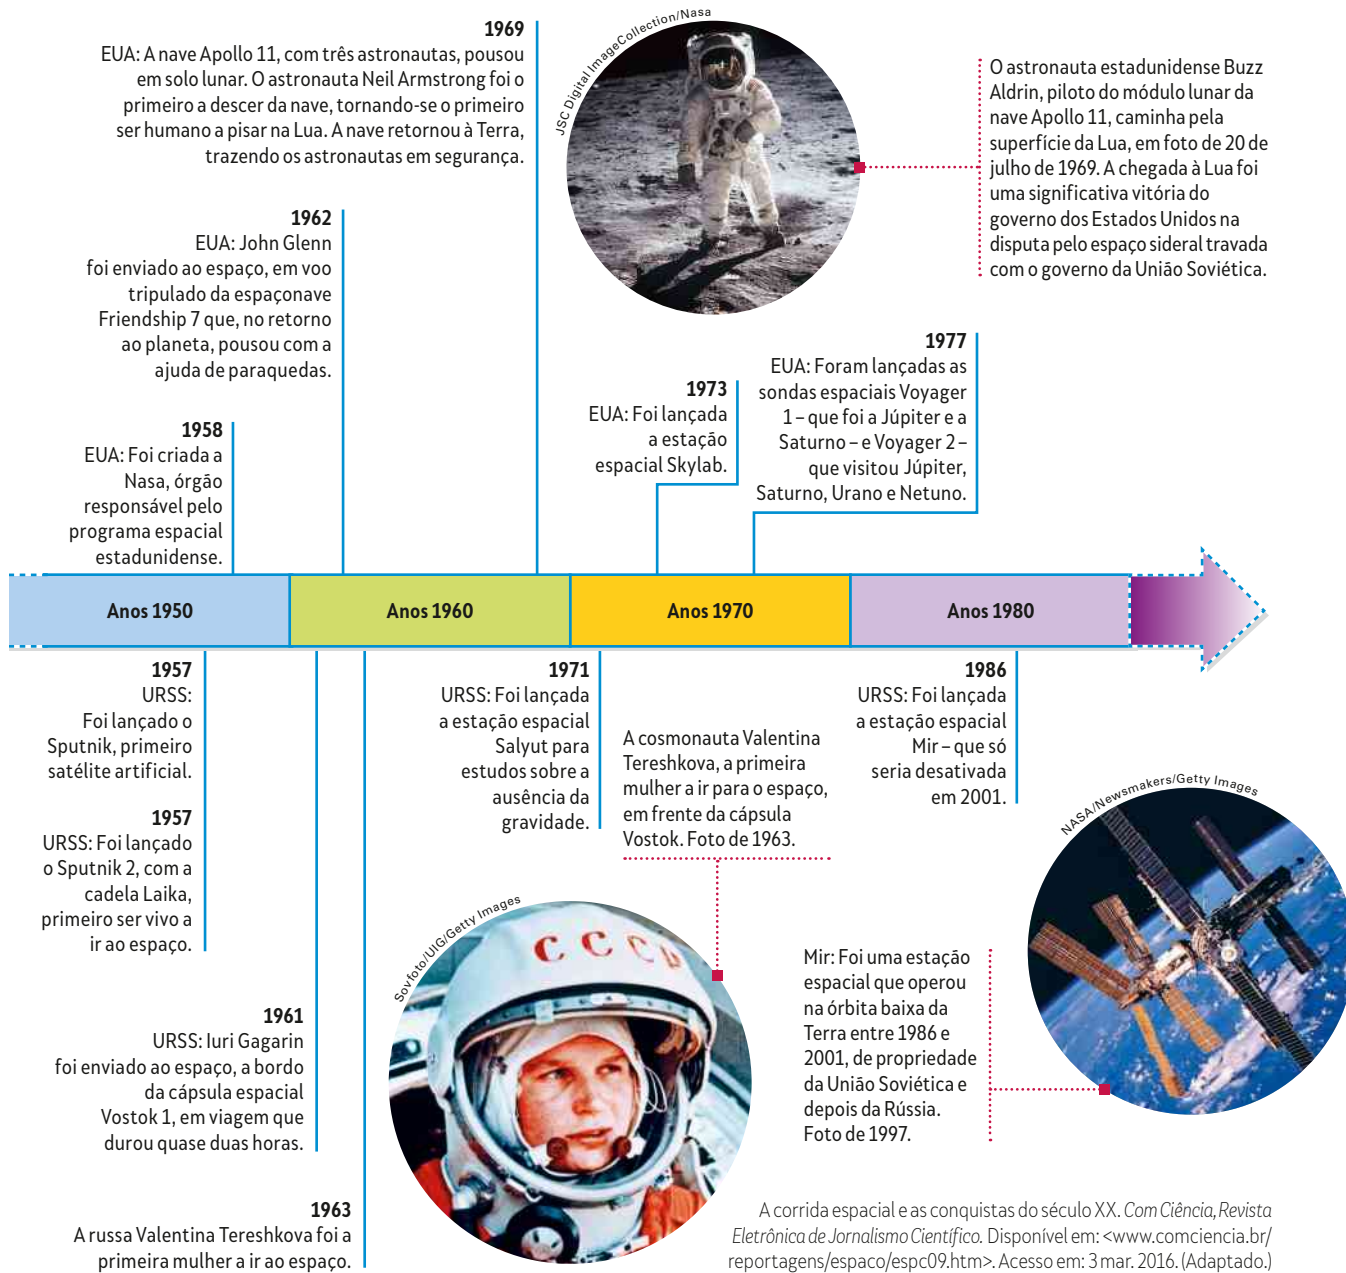 1969
EUA: A nave Apollo 11, com três astronautas, pousou
em solo lunar. O astronauta Neil Armstrong foi o
primeiro a descer da nave, tornando-se o primeiro
ser humano a pisar na Lua. A nave retornou à Terra,
trazendo os astronautas em segurança.
JSC Digital ImageCollection/Nasa
O astronauta estadunidense Buzz
Aldrin, piloto do módulo lunar da
nave Apollo 11, caminha pela
superfície da Lua, em foto de 20 de
julho de 1969. A chegada à Lua foi
uma significativa vitória do
governo dos Estados Unidos na
disputa pelo espaço sideral travada
com o governo da União Soviética.
1962
EUA: John Glenn
foi enviado ao espaço, em voo
tripulado da espaçonave
Friendship 7 que, no retorno
ao planeta, pousou com a
ajuda de paraquedas.
1958
EUA: Foi criada a
Nasa, órgão
responsável pelo
programa espacial
estadunidense.
1973
EUA: Foi lançada
a estação
espacial Skylab.
1977
EUA: Foram lançadas as
sondas espaciais Voyager
1 – que foi a Júpiter e a
Saturno – e Voyager 2 –
que visitou Júpiter,
Saturno, Urano e Netuno.
Anos 1950
Anos 1960
Anos 1970
Anos 1980
1957
URSS:
Foi lançado o
Sputnik, primeiro
satélite artificial.
1957
URSS: Foi lançado
o Sputnik 2, com a
cadela Laika,
primeiro ser vivo a
ir ao espaço.
1961
URSS: Iuri Gagarin
foi enviado ao espaço, a bordo
da cápsula espacial
Vostok 1, em viagem que
durou quase duas horas.
1963
A russa Valentina Tereshkova foi a
primeira mulher a ir ao espaço.
1971
URSS: Foi lançada
a estação espacial
Salyut para
estudos sobre a
ausência da
gravidade.
A cosmonauta Valentina
Tereshkova, a primeira
mulher a ir para o espaço,
em frente da cápsula
Vostok. Foto de 1963.
Sovfoto/UIG/Getty Images
СССР
1986
URSS: Foi lançada
a estação espacial
Mir – que só
seria desativada
em 2001.
NASA/Newsmakers/Getty Images
Mir: Foi uma estação
espacial que operou
na órbita baixa da
Terra entre 1986 e
2001, de propriedade
da União Soviética e
depois da Rússia.
Foto de 1997.
A corrida espacial e as conquistas do século XX. Com Ciência, Revista
Eletrônica de Jornalismo Científico. Disponível em: <www.comciencia.br/
reportagens/espaco/espc09.htm>. Acesso em: 3 mar. 2016. (Adaptado.)